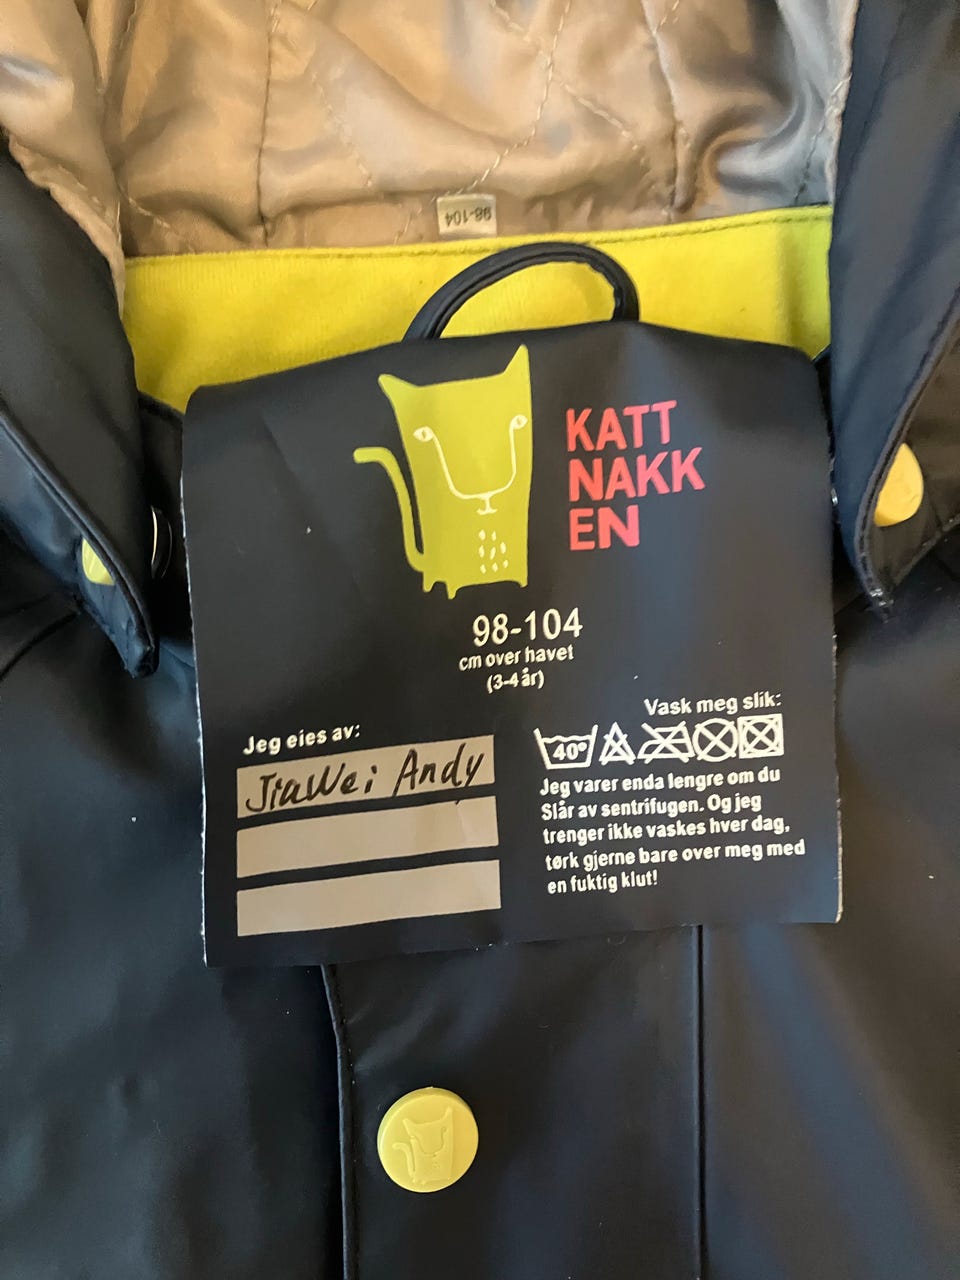 98-104
KATT
NAKK
EN
98-104
cm over havet
(3-4 år)
Jeg eies av:
JiaWei Andy
Vask meg slik:
40°
Jeg varer enda lengre om du
Slår av sentrifugen. Og jeg
trenger ikke vaskes hver dag,
tørk gjerne bare over meg med
en fuktig klut!